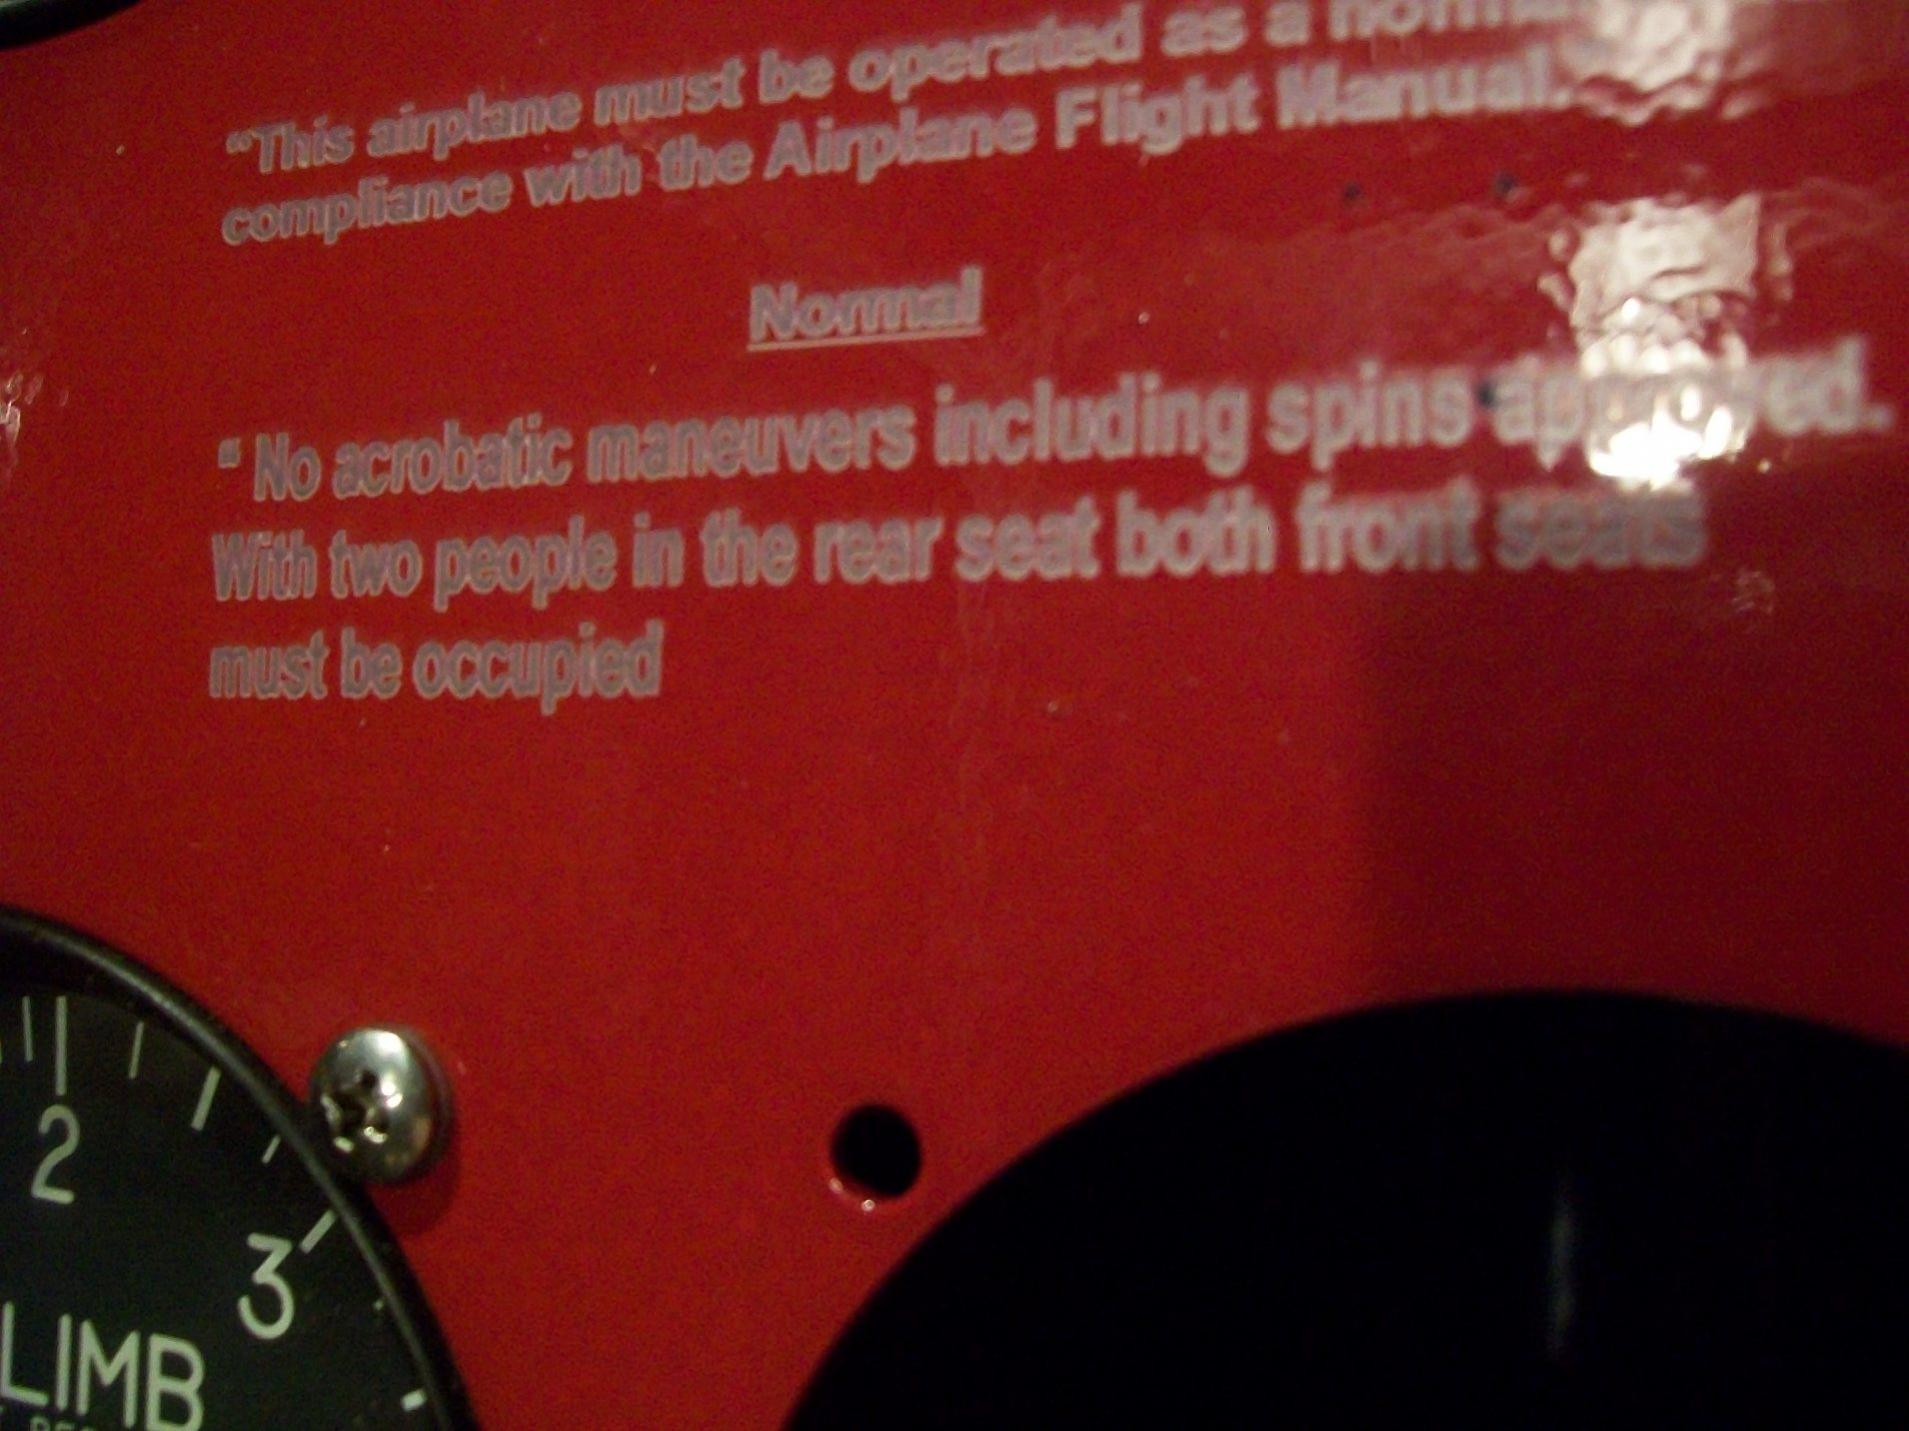 “This airplane must be operated as a
compliance with the Airplane Flight Manual.
Normal
“ No acrobatic maneuvers including spins approved.
With two people in the rear seat both front seats
must be occupied
2
3
LIMB